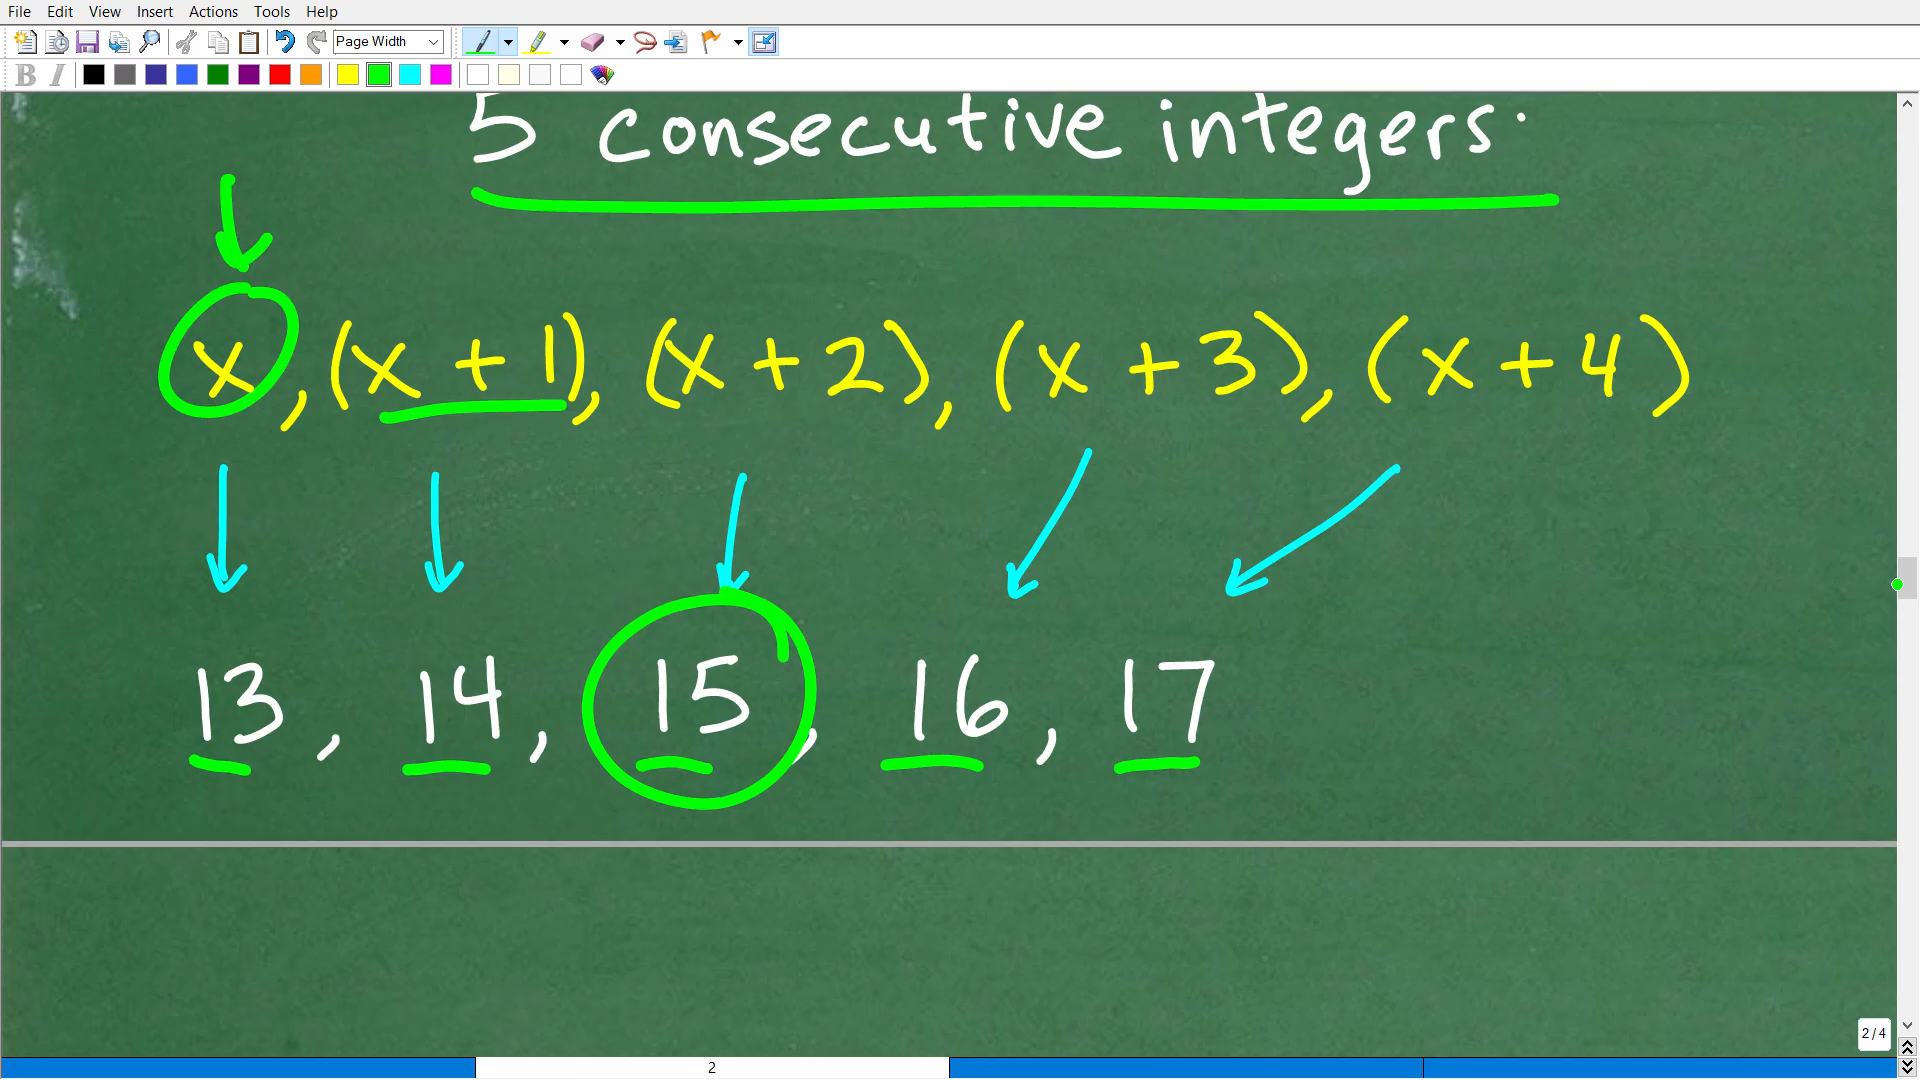 File Edit View Insert Actions Tools Help
Page Width
B I
5 consecutive integers.
x, (x + 1), (x + 2), (x + 3), (x + 4)
13, 14, 15, 16, 17
2 / 4
2